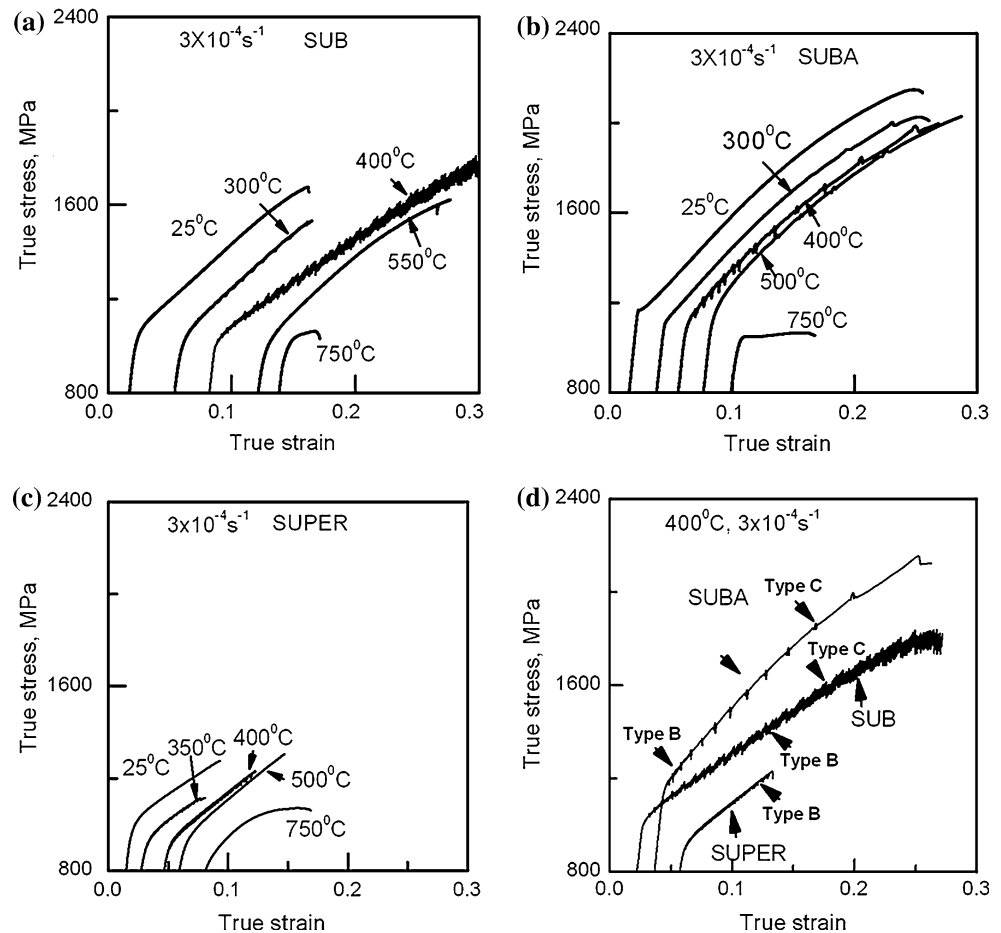 (a)
2400
1600
800
True stress, MPa
3X10⁻⁴s⁻¹ SUB
25⁰C
300⁰C
400⁰C
550⁰C
750⁰C
0.0 0.1 0.2 0.3
True strain
(b)
2400
1600
800
True stress, MPa
3X10⁻⁴s⁻¹ SUBA
300⁰C
25⁰C
400⁰C
500⁰C
750⁰C
0.0 0.1 0.2 0.3
True strain
(c)
2400
1600
800
True stress, MPa
3x10⁻⁴s⁻¹ SUPER
25⁰C
350⁰C
400⁰C
500⁰C
750⁰C
0.0 0.1 0.2 0.3
True strain
(d)
2400
1600
800
True stress, MPa
400⁰C, 3x10⁻⁴s⁻¹
SUBA
Type C
Type C
SUB
Type B
Type B
Type B
SUPER
0.0 0.1 0.2 0.3
True strain